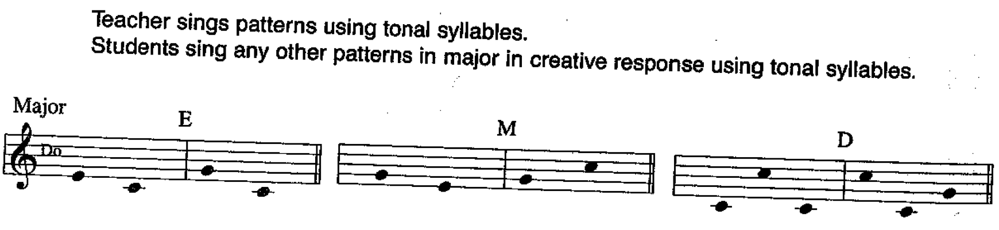 Teacher sings patterns using tonal syllables.
Students sing any other patterns in major in creative response using tonal syllables.
Major
E
M
D
Do